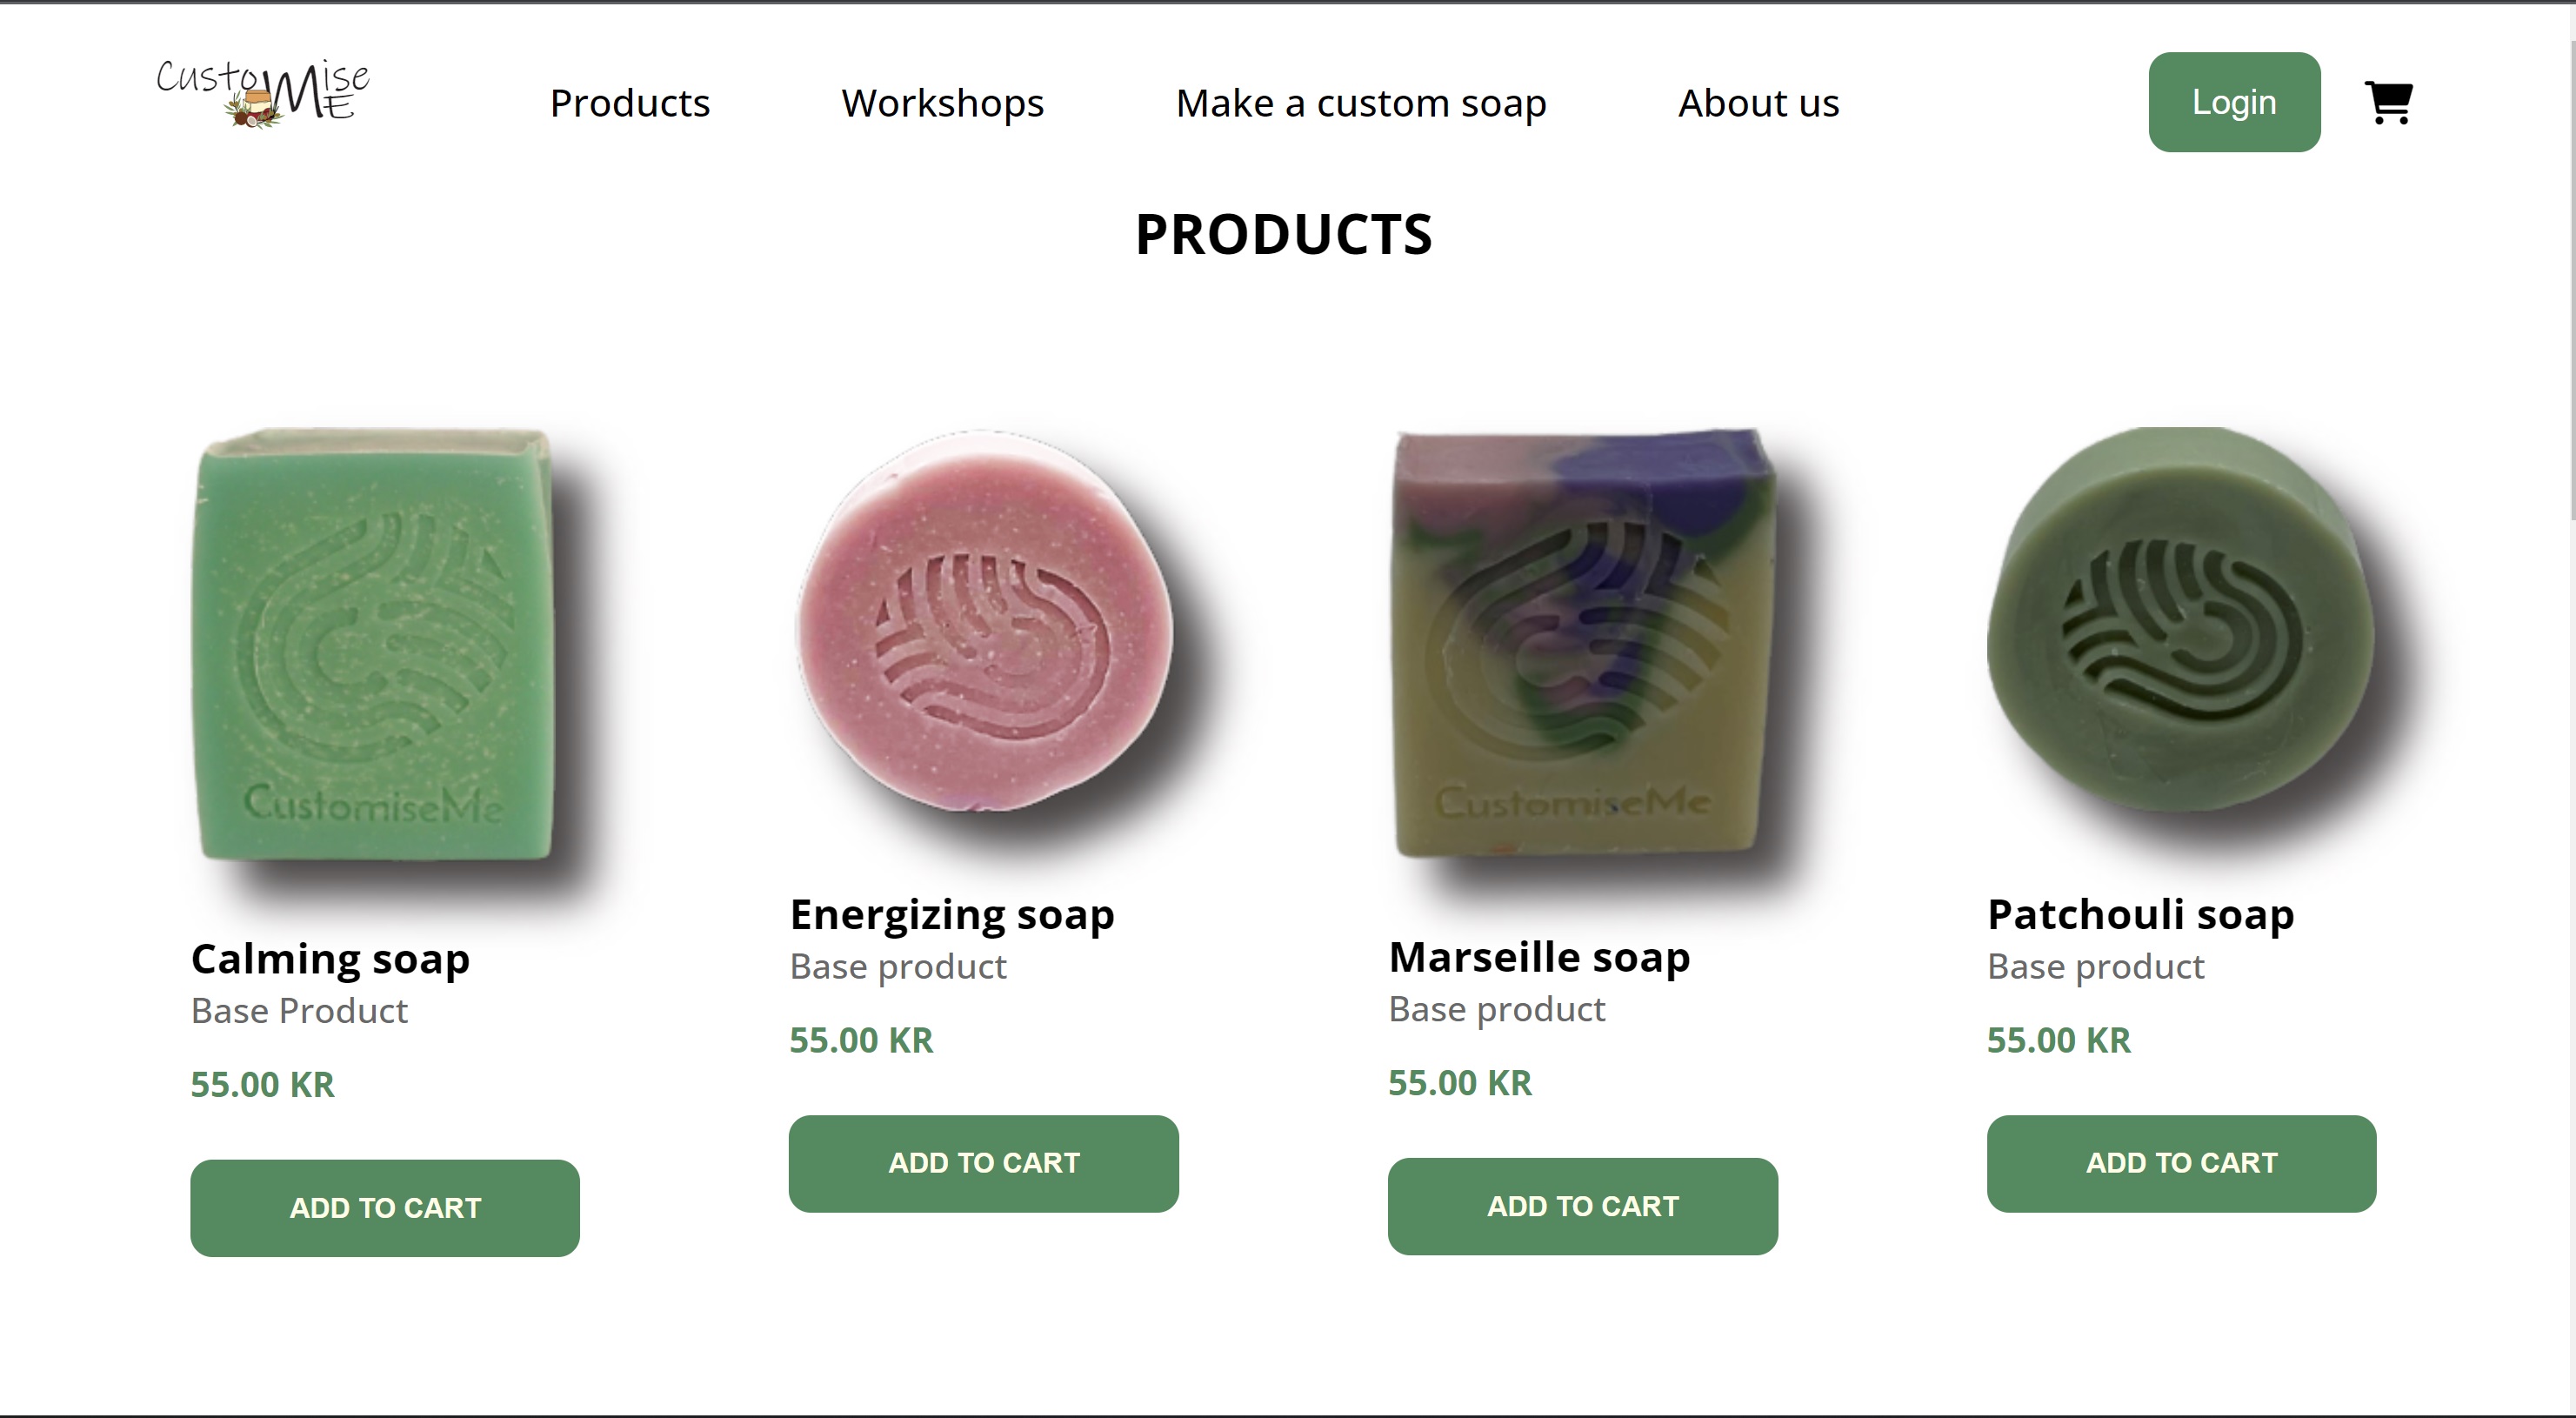 CustoMise
ME
Products
Workshops
Make a custom soap
About us
Login
PRODUCTS
CustomiseMe
CustomiseMe
Calming soap
Base Product
55.00 KR
ADD TO CART
Energizing soap
Base product
55.00 KR
ADD TO CART
Marseille soap
Base product
55.00 KR
ADD TO CART
Patchouli soap
Base product
55.00 KR
ADD TO CART